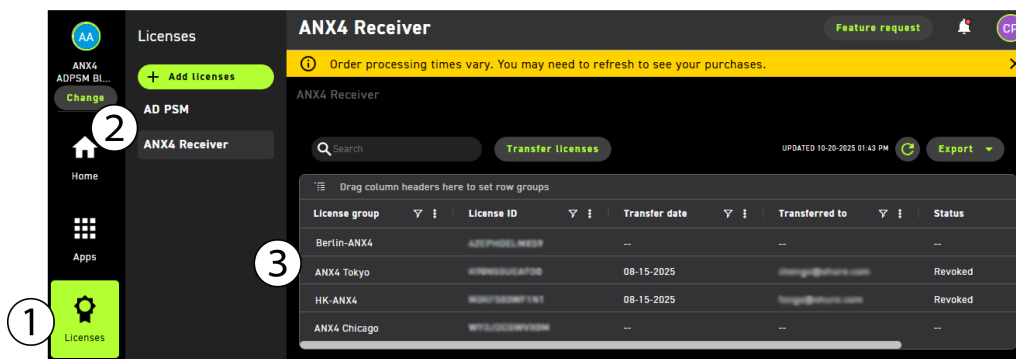 AA
ANX4
ADPSM Bl...
Change
2
Home
Apps
1
Licenses
Licenses
+ Add licenses
AD PSM
ANX4 Receiver
ANX4 Receiver
Feature request
CP
Order processing times vary. You may need to refresh to see your purchases.
ANX4 Receiver
Search
Transfer licenses
UPDATED 10-20-2025 01:43 PM
Export
Drag column headers here to set row groups
License group License ID Transfer date Transferred to Status
Berlin-ANX4 -- -- --
3
ANX4 Tokyo 08-15-2025 Revoked
HK-ANX4 08-15-2025 Revoked
ANX4 Chicago -- -- --